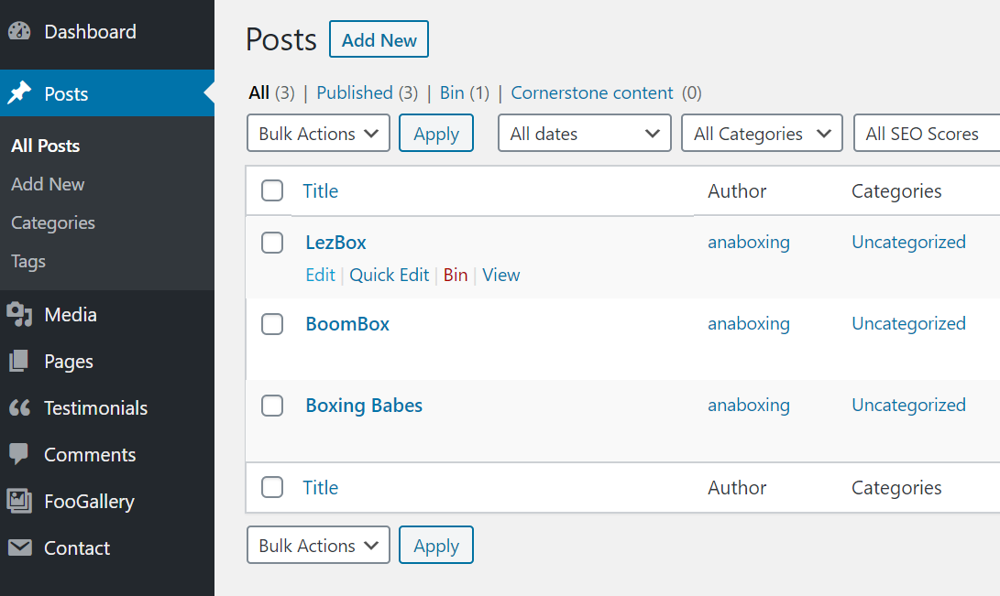 Dashboard
Posts
All Posts
Add New
Categories
Tags
Media
Pages
Testimonials
Comments
FooGallery
Contact
Posts Add New
All (3) | Published (3) | Bin (1) | Cornerstone content (0)
Bulk Actions Apply All dates All Categories All SEO Scores
Title Author Categories
LezBox anaboxing Uncategorized
Edit | Quick Edit | Bin | View
BoomBox anaboxing Uncategorized
Boxing Babes anaboxing Uncategorized
Title Author Categories
Bulk Actions Apply